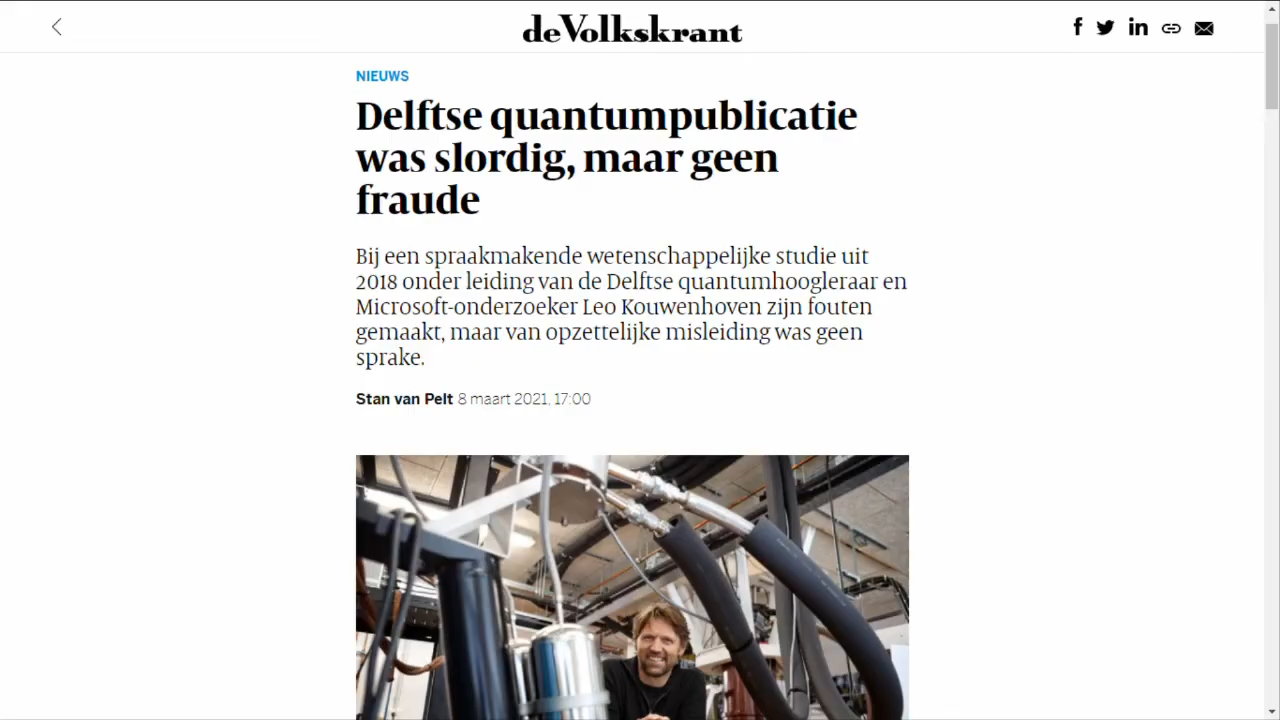 deVolkskrant
NIEUWS
Delftse quantumpublicatie
was slordig, maar geen
fraude
Bij een spraakmakende wetenschappelijke studie uit
2018 onder leiding van de Delftse quantumhoogleraar en
Microsoft-onderzoeker Leo Kouwenhoven zijn fouten
gemaakt, maar van opzettelijke misleiding was geen
sprake.
Stan van Pelt 8 maart 2021, 17:00